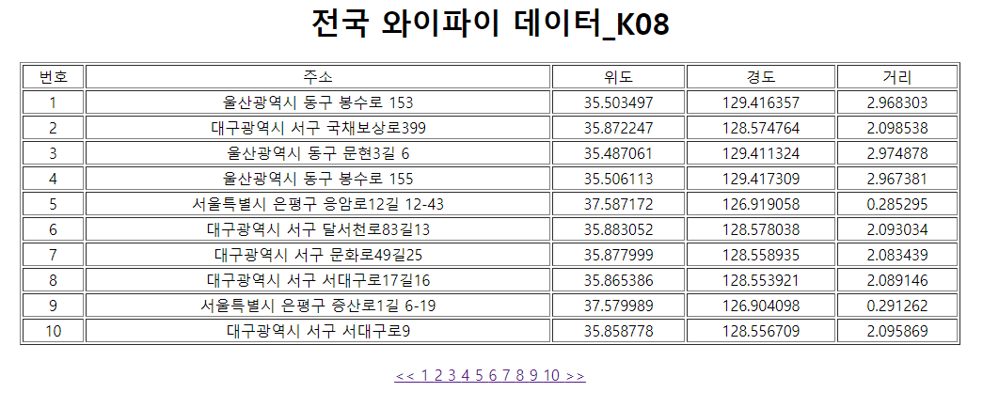 전국 와이파이 데이터_K08
번호 주소 위도 경도 거리
1 울산광역시 동구 봉수로 153 35.503497 129.416357 2.968303
2 대구광역시 서구 국채보상로399 35.872247 128.574764 2.098538
3 울산광역시 동구 문현3길 6 35.487061 129.411324 2.974878
4 울산광역시 동구 봉수로 155 35.506113 129.417309 2.967381
5 서울특별시 은평구 응암로12길 12-43 37.587172 126.919058 0.285295
6 대구광역시 서구 달서천로83길13 35.883052 128.578038 2.093034
7 대구광역시 서구 문화로49길25 35.877999 128.558935 2.083439
8 대구광역시 서구 서대구로17길16 35.865386 128.553921 2.089146
9 서울특별시 은평구 증산로1길 6-19 37.579989 126.904098 0.291262
10 대구광역시 서구 서대구로9 35.858778 128.556709 2.095869
<< 1 2 3 4 5 6 7 8 9 10 >>